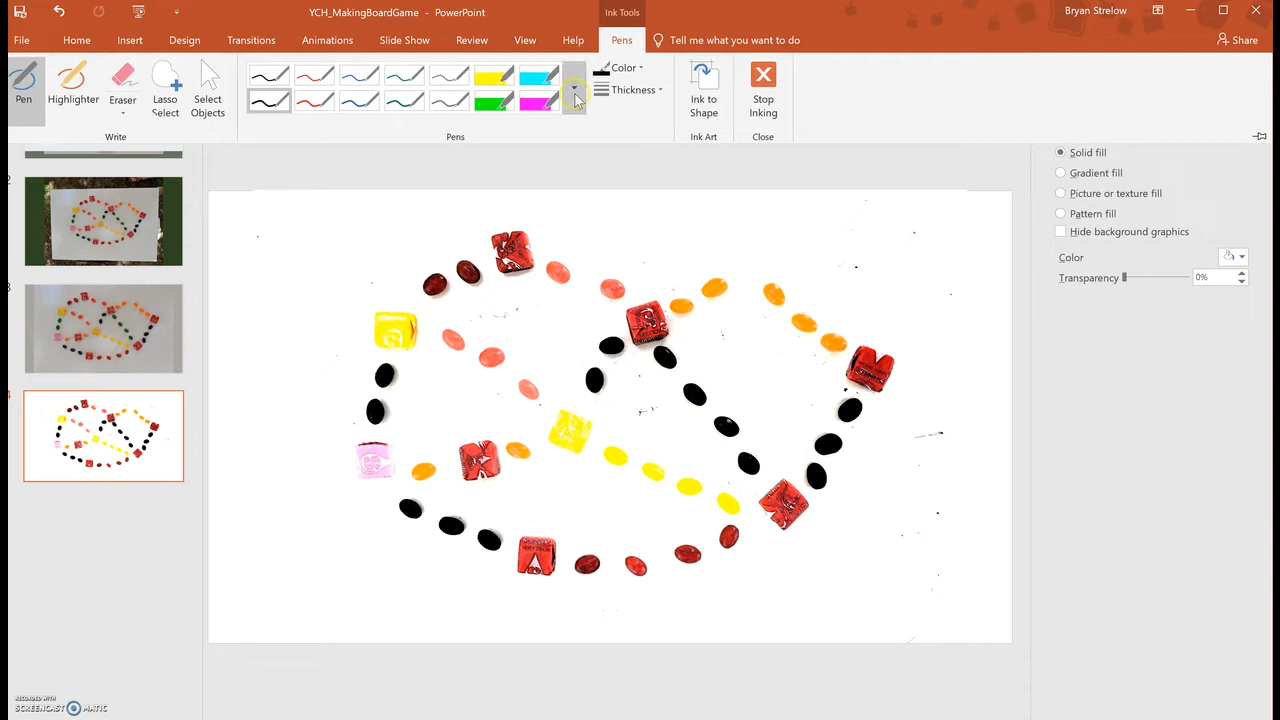 YCH_MakingBoardGame - PowerPoint
Ink Tools
Bryan Strelow
File Home Insert Design Transitions Animations Slide Show Review View Help Pens Tell me what you want to do Share
Pen Highlighter Eraser Lasso Select Select Objects
Color
Thickness
Ink to Shape
Stop Inking
Write Pens Ink Art Close
2
3
4
Solid fill
Gradient fill
Picture or texture fill
Pattern fill
Hide background graphics
Color
Transparency 0%
RECORDED WITH
SCREENCAST MATIC